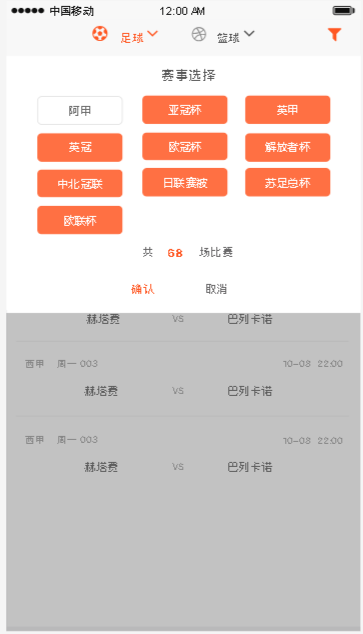 中国移动 12:00 AM
足球 篮球
赛事选择
阿甲 亚冠杯 英甲
英冠 欧冠杯 解放者杯
中北冠联 日联赛被 苏足总杯
欧联杯
共 68 场比赛
确认 取消
赫塔费 VS 巴列卡诺
西甲 周一 003 10-08 22:00
赫塔费 VS 巴列卡诺
西甲 周一 003 10-08 22:00
赫塔费 VS 巴列卡诺